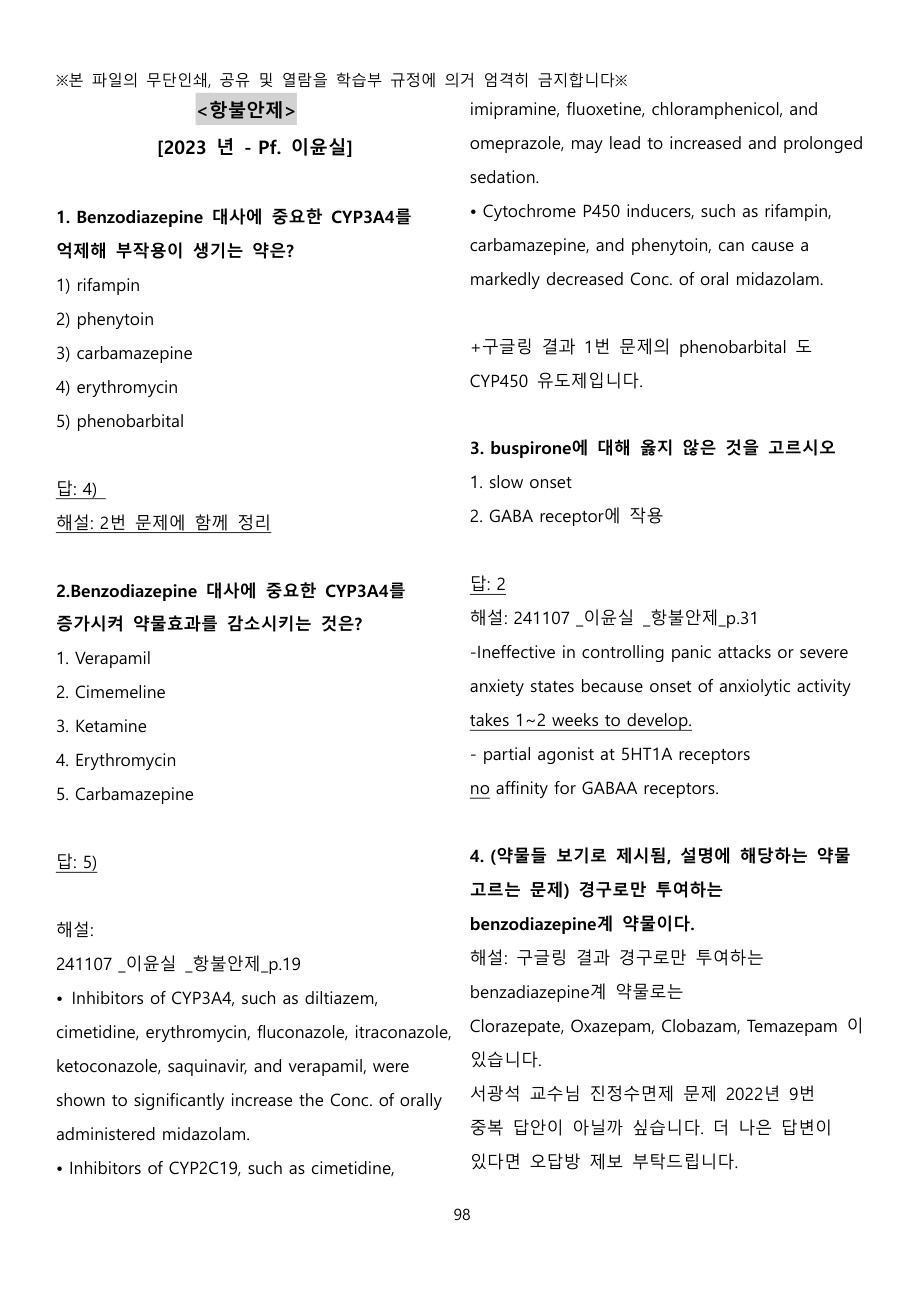 ※본 파일의 무단인쇄, 공유 및 열람을 학습부 규정에 의거 엄격히 금지합니다※
<항불안제>
[2023 년 - Pf. 이윤실]
1. Benzodiazepine 대사에 중요한 CYP3A4를
억제해 부작용이 생기는 약은?
1) rifampin
2) phenytoin
3) carbamazepine
4) erythromycin
5) phenobarbital
답: 4)
해설: 2번 문제에 함께 정리
2.Benzodiazepine 대사에 중요한 CYP3A4를
증가시켜 약물효과를 감소시키는 것은?
1. Verapamil
2. Cimemeline
3. Ketamine
4. Erythromycin
5. Carbamazepine
답: 5)
해설:
241107 _이윤실 _항불안제_p.19
• Inhibitors of CYP3A4, such as diltiazem,
cimetidine, erythromycin, fluconazole, itraconazole,
ketoconazole, saquinavir, and verapamil, were
shown to significantly increase the Conc. of orally
administered midazolam.
• Inhibitors of CYP2C19, such as cimetidine,
imipramine, fluoxetine, chloramphenicol, and
omeprazole, may lead to increased and prolonged
sedation.
• Cytochrome P450 inducers, such as rifampin,
carbamazepine, and phenytoin, can cause a
markedly decreased Conc. of oral midazolam.
+구글링 결과 1번 문제의 phenobarbital 도
CYP450 유도제입니다.
3. buspirone에 대해 옳지 않은 것을 고르시오
1. slow onset
2. GABA receptor에 작용
답: 2
해설: 241107 _이윤실 _항불안제_p.31
-Ineffective in controlling panic attacks or severe
anxiety states because onset of anxiolytic activity
takes 1~2 weeks to develop.
- partial agonist at 5HT1A receptors
no affinity for GABAA receptors.
4. (약물들 보기로 제시됨, 설명에 해당하는 약물
고르는 문제) 경구로만 투여하는
benzodiazepine계 약물이다.
해설: 구글링 결과 경구로만 투여하는
benzadiazepine계 약물로는
Clorazepate, Oxazepam, Clobazam, Temazepam 이
있습니다.
서광석 교수님 진정수면제 문제 2022년 9번
중복 답안이 아닐까 싶습니다. 더 나은 답변이
있다면 오답방 제보 부탁드립니다.
98